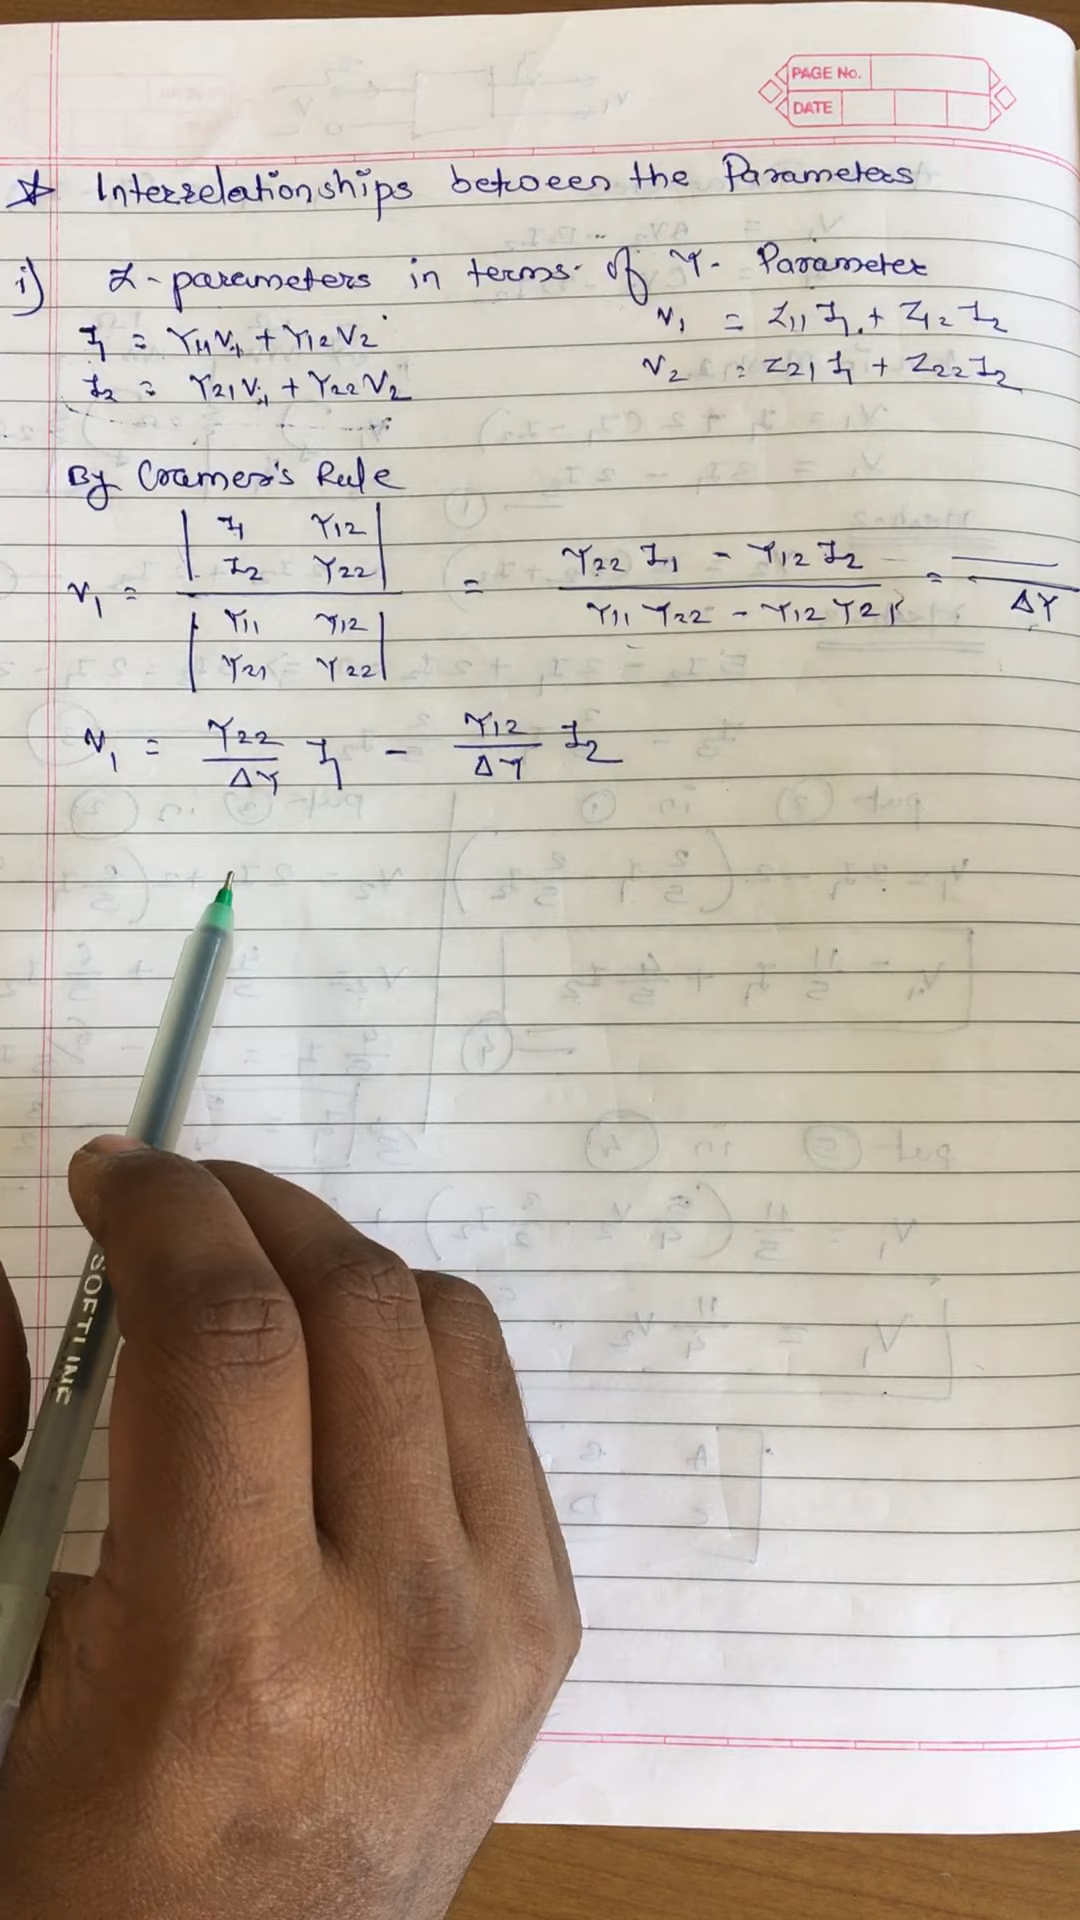 PAGE No.
DATE
☆ Interrelationships between the Parameters
i) Z-parameters in terms of Y-Parameter
I1 = Y11V1 + Y12V2
V1 = Z11 I1 + Z12 I2
I2 = Y21V1 + Y22V2
V2 = Z21 I1 + Z22 I2
By Cramer's Rule
V1 = | I1 Y12 | / | Y11 Y12 | = (Y22 I1 - Y12 I2) / (Y11 Y22 - Y12 Y21) = —— / ΔY
| I2 Y22 | / | Y21 Y22 |
V1 = Y22/ΔY I1 - Y12/ΔY I2
SOFTLINE